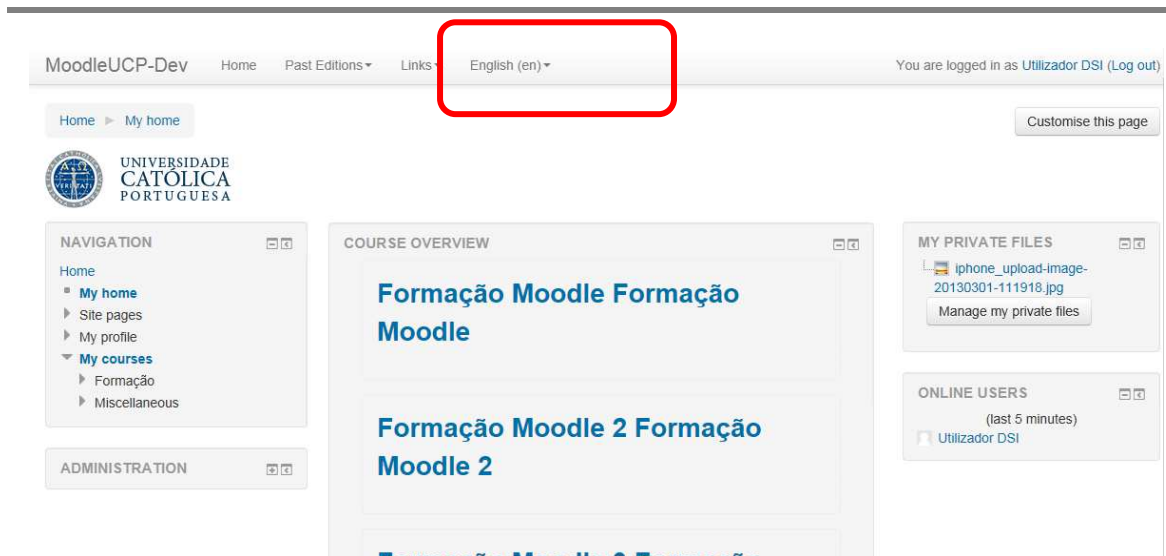 MoodleUCP-Dev Home Past Editions Links English (en) You are logged in as Utilizador DSI (Log out)
Home My home
Customise this page
UNIVERSIDADE
CATÓLICA
PORTUGUESA
NAVIGATION
Home
My home
Site pages
My profile
My courses
Formação
Miscellaneous
ADMINISTRATION
COURSE OVERVIEW
Formação Moodle Formação
Moodle
Formação Moodle 2 Formação
Moodle 2
MY PRIVATE FILES
iphone_upload-image-
20130301-111918.jpg
Manage my private files
ONLINE USERS
(last 5 minutes)
Utilizador DSI